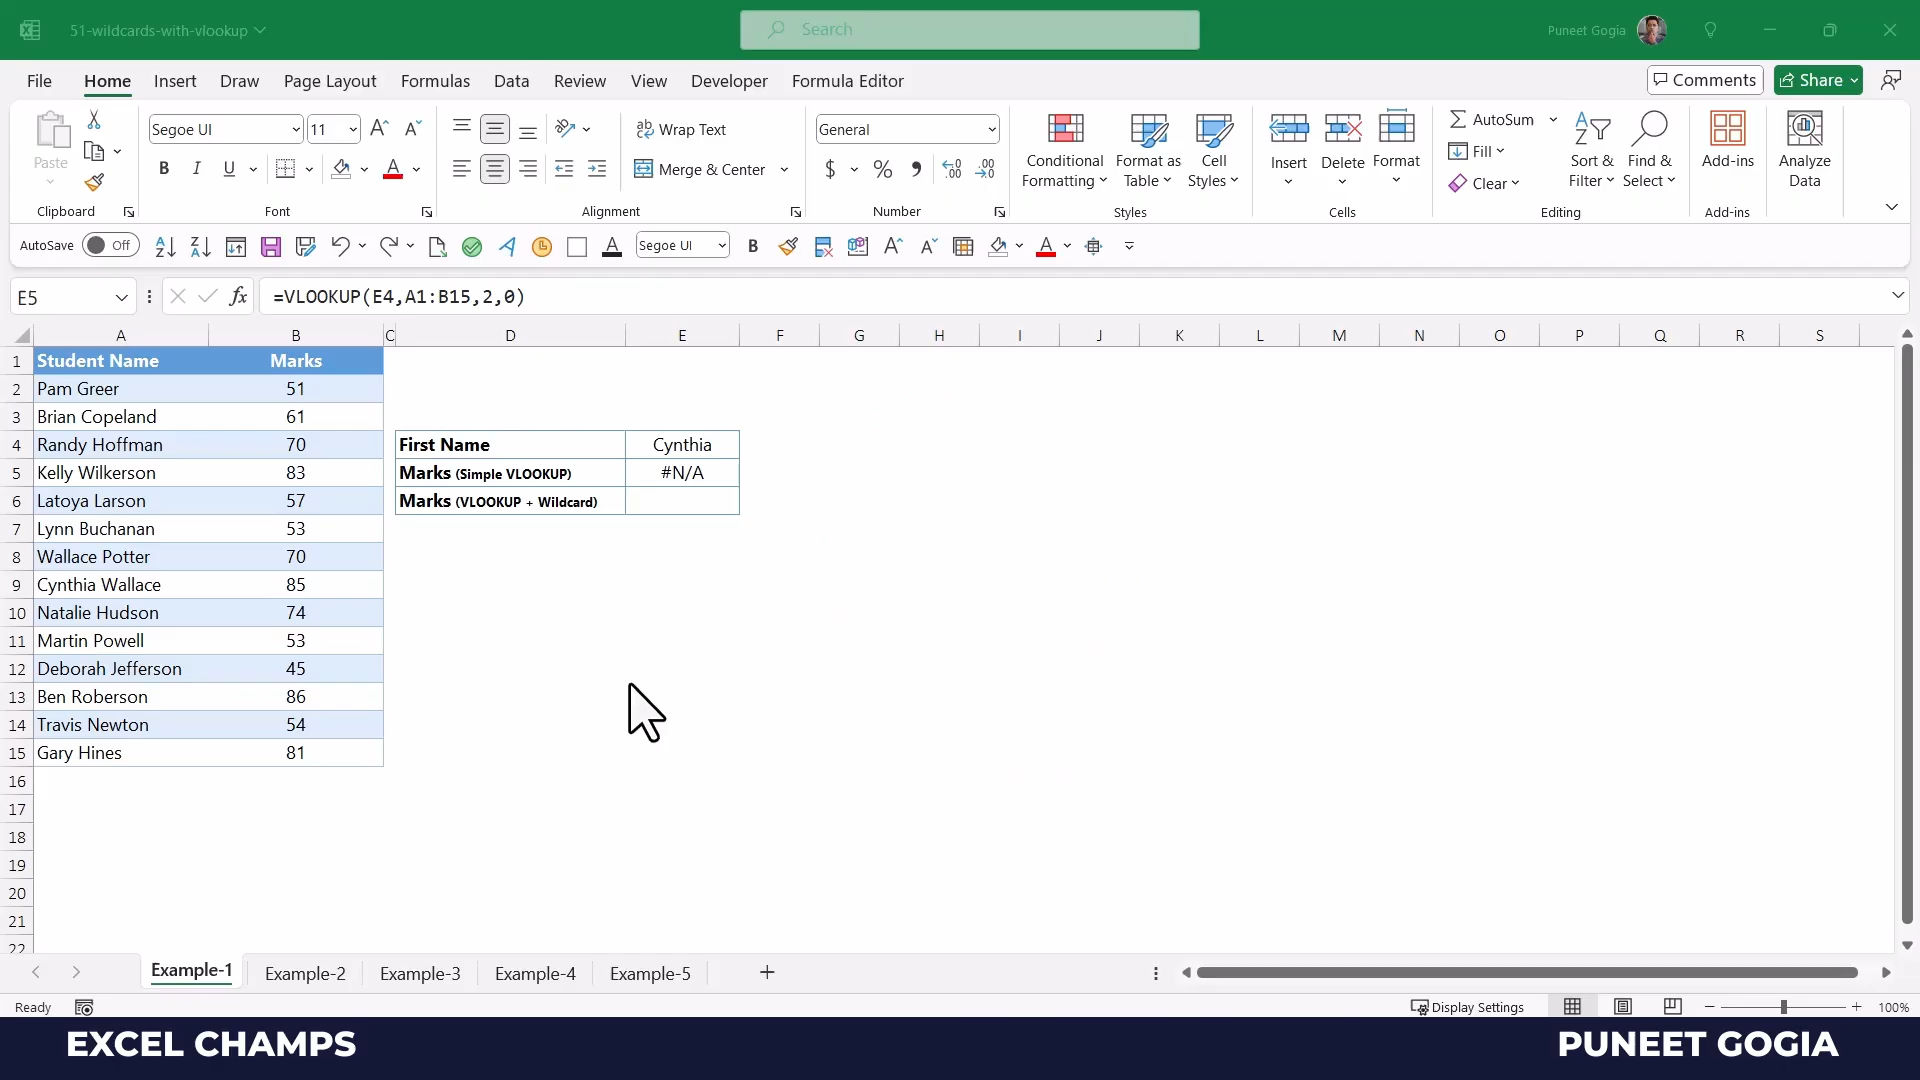 51-wildcards-with-vlookup
Search
Puneet Gogia
File Home Insert Draw Page Layout Formulas Data Review View Developer Formula Editor
Comments Share
Paste
Clipboard
Segoe UI 11
B I U A
Font
Wrap Text
Merge & Center
Alignment
General
$ %
Number
Conditional Formatting
Format as Table
Cell Styles
Styles
Insert Delete Format
Cells
AutoSum
Fill
Clear
Sort & Filter
Find & Select
Editing
Add-ins
Add-ins
Analyze Data
AutoSave Off
Segoe UI
B
E5
fx
=VLOOKUP(E4,A1:B15,2,0)
A B C D E F G H I J K L M N O P Q R S
1 Student Name Marks
2 Pam Greer 51
3 Brian Copeland 61
4 Randy Hoffman 70 First Name Cynthia
5 Kelly Wilkerson 83 Marks (Simple VLOOKUP) #N/A
6 Latoya Larson 57 Marks (VLOOKUP + Wildcard)
7 Lynn Buchanan 53
8 Wallace Potter 70
9 Cynthia Wallace 85
10 Natalie Hudson 74
11 Martin Powell 53
12 Deborah Jefferson 45
13 Ben Roberson 86
14 Travis Newton 54
15 Gary Hines 81
16
17
18
19
20
21
22
Example-1 Example-2 Example-3 Example-4 Example-5
Ready
Display Settings
100%
EXCEL CHAMPS
PUNEET GOGIA